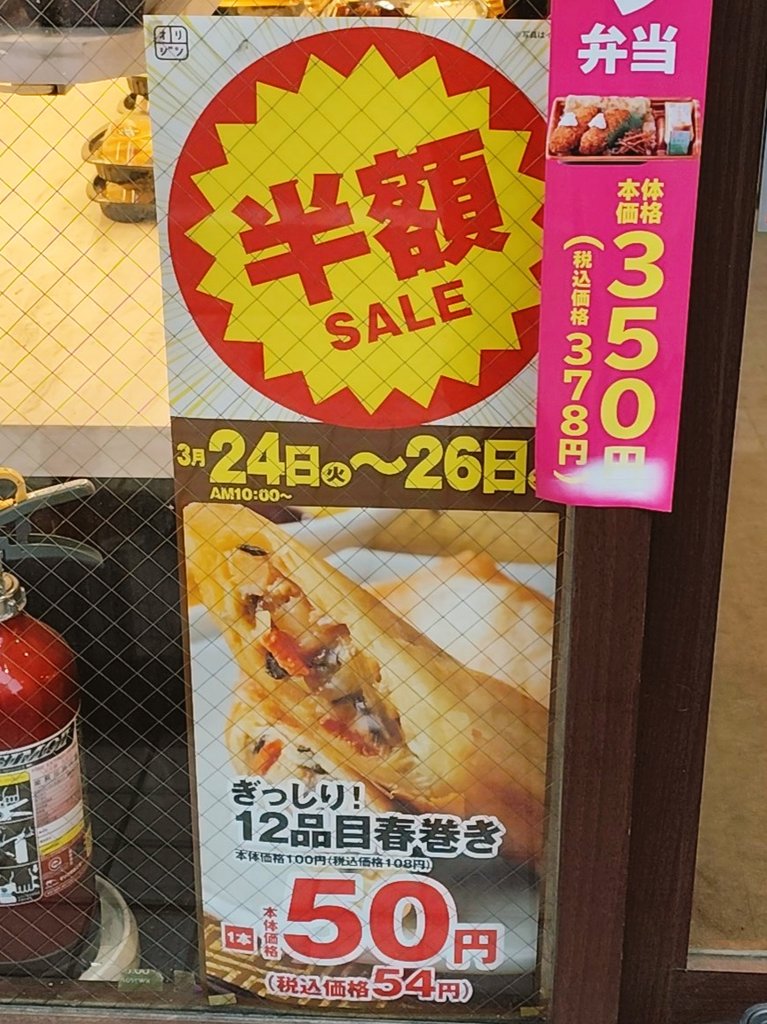 オリジン
※写真は
半額
SALE
3月24日火〜26日
AM10:00〜
ぎっしり!
12品目春巻き
本体価格100円(税込価格108円)
1本 本体価格 50円
(税込価格54円)
弁当
本体価格 350円
(税込価格378円)